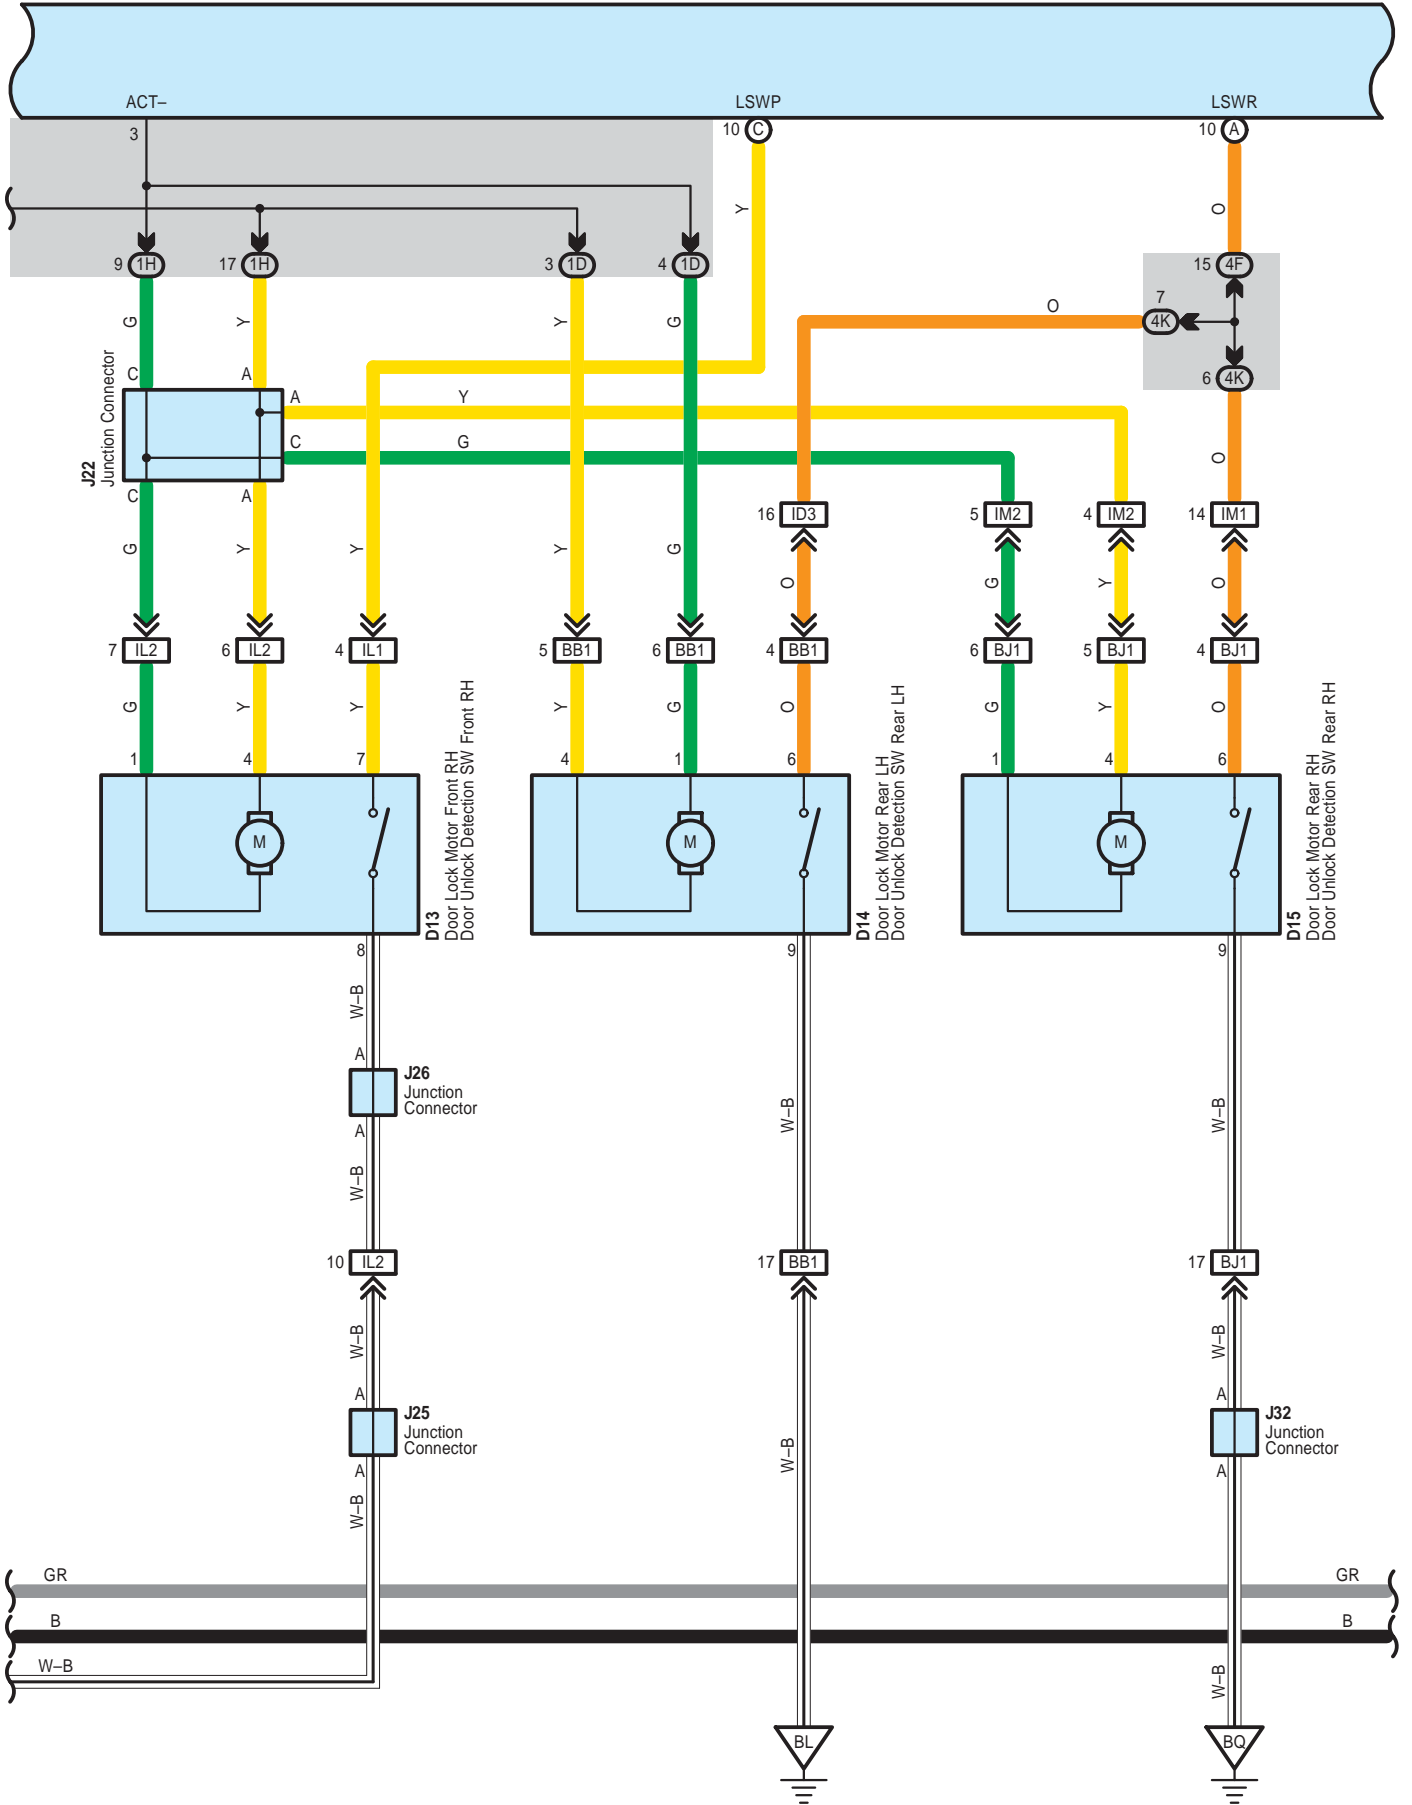 ACT– LSWP LSWR
3 10 C 10 A
Y O
9 1H 17 1H 3 1D 4 1D 15 4F
7
4K
O
6 4K
G Y Y G
C A
J22
Junction Connector
A Y
C G
O
C A
16 ID3 5 IM2 4 IM2 14 IM1
G Y Y Y G O G Y O
7 IL2 6 IL2 4 IL1 5 BB1 6 BB1 4 BB1 6 BJ1 5 BJ1 4 BJ1
G Y Y Y G O G Y O
1 4 7 4 1 6 1 4 6
M M M
D13
Door Lock Motor Front RH
Door Unlock Detection SW Front RH
D14
Door Lock Motor Rear LH
Door Unlock Detection SW Rear LH
D15
Door Lock Motor Rear RH
Door Unlock Detection SW Rear RH
8 9 9
W–B
A
J26
Junction
Connector
A
W–B W–B
W–B
10 IL2 17 BB1 17 BJ1
W–B W–B
A A
J25
Junction
Connector
J32
Junction
Connector
W–B
A A
W–B
GR GR
B B
W–B W–B
BL BQ